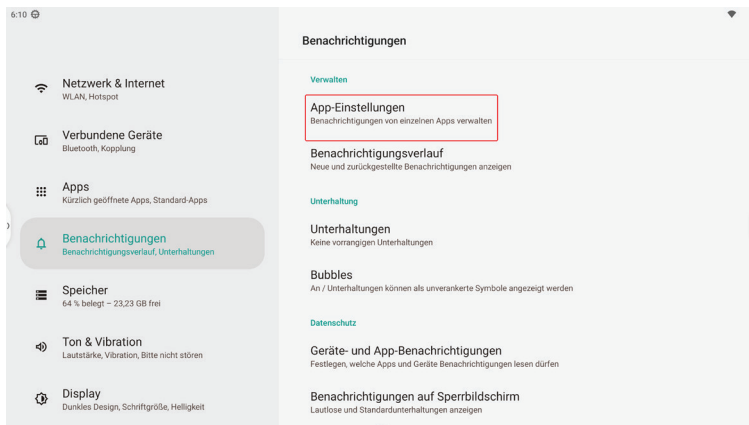 6:10
Netzwerk & Internet
WLAN, Hotspot
Verbundene Geräte
Bluetooth, Kopplung
Apps
Kürzlich geöffnete Apps, Standard-Apps
Benachrichtigungen
Benachrichtigungsverlauf, Unterhaltungen
Speicher
64 % belegt – 23,23 GB frei
Ton & Vibration
Lautstärke, Vibration, Bitte nicht stören
Display
Dunkles Design, Schriftgröße, Helligkeit
Benachrichtigungen
Verwalten
App-Einstellungen
Benachrichtigungen von einzelnen Apps verwalten
Benachrichtigungsverlauf
Neue und zurückgestellte Benachrichtigungen anzeigen
Unterhaltung
Unterhaltungen
Keine vorrangigen Unterhaltungen
Bubbles
An / Unterhaltungen können als unverankerte Symbole angezeigt werden
Datenschutz
Geräte- und App-Benachrichtigungen
Festlegen, welche Apps und Geräte Benachrichtigungen lesen dürfen
Benachrichtigungen auf Sperrbildschirm
Lautlose und Standardunterhaltungen anzeigen